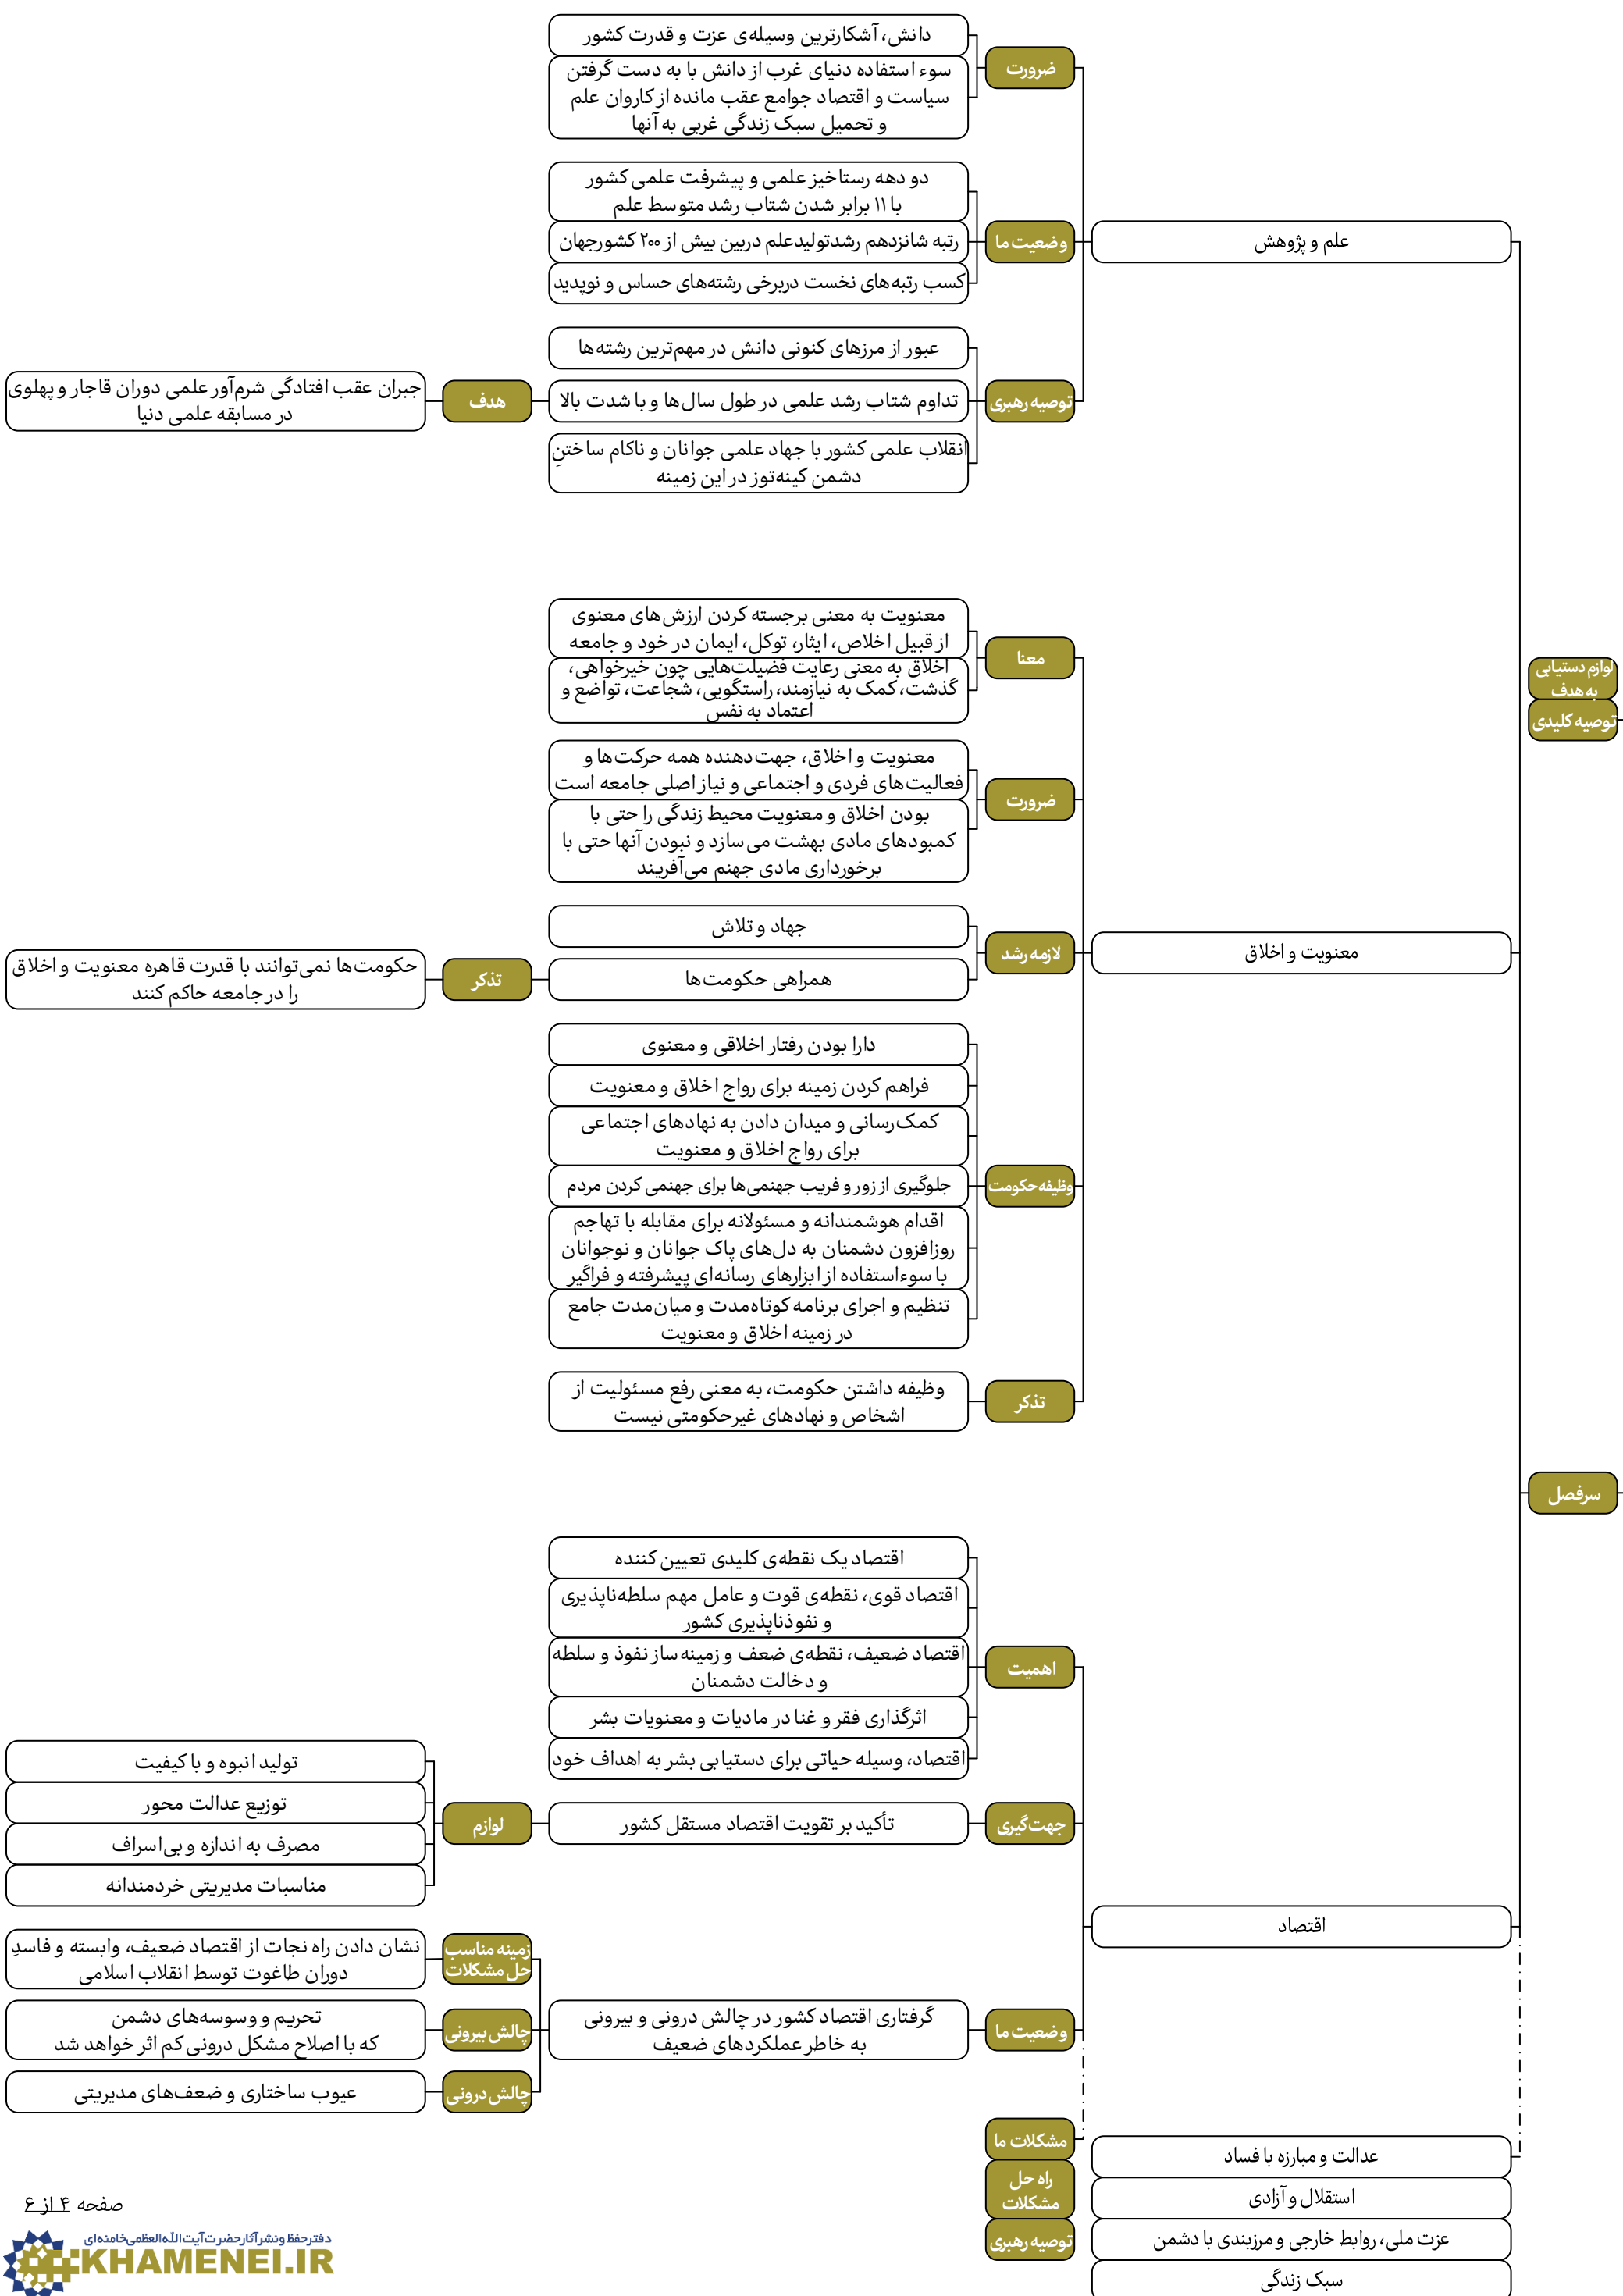 لوازم دستیابی
به هدف
توصیه کلیدی
سرفصل
علم و پژوهش
ضرورت
دانش، آشکارترین وسیله‌ی عزت و قدرت کشور
سوء استفاده دنیای غرب از دانش با به دست گرفتن
سیاست و اقتصاد جوامع عقب مانده از کاروان علم
و تحمیل سبک زندگی غربی به آنها
وضعیت ما
دو دهه رستاخیز علمی و پیشرفت علمی کشور
با ۱۱ برابر شدن شتاب رشد متوسط علم
رتبه شانزدهم رشدتولیدعلم دربین بیش از ۲۰۰ کشورجهان
کسب رتبه‌های نخست دربرخی رشته‌های حساس و نوپدید
توصیه رهبری
عبور از مرزهای کنونی دانش در مهم‌ترین رشته‌ها
تداوم شتاب رشد علمی در طول سال‌ها و با شدت بالا
هدف
جبران عقب افتادگی شرم‌آور علمی دوران قاجار و پهلوی
در مسابقه علمی دنیا
انقلاب علمی کشور با جهاد علمی جوانان و ناکام ساختنِ
دشمن کینه‌توز در این زمینه
معنویت و اخلاق
معنا
معنویت به معنی برجسته کردن ارزش‌های معنوی
از قبیل اخلاص، ایثار، توکل، ایمان در خود و جامعه
اخلاق به معنی رعایت فضیلت‌هایی چون خیرخواهی،
گذشت، کمک به نیازمند، راستگویی، شجاعت، تواضع و
اعتماد به نفس
ضرورت
معنویت و اخلاق، جهت‌دهنده همه حرکت‌ها و
فعالیت‌های فردی و اجتماعی و نیاز اصلی جامعه است
بودن اخلاق و معنویت محیط زندگی را حتی با
کمبودهای مادی بهشت می‌سازد و نبودن آنها حتی با
برخورداری مادی جهنم می‌آفریند
لازمه رشد
جهاد و تلاش
همراهی حکومت‌ها
تذکر
حکومت‌ها نمی‌توانند با قدرت قاهره معنویت و اخلاق
را در جامعه حاکم کنند
وظیفه حکومت
دارا بودن رفتار اخلاقی و معنوی
فراهم کردن زمینه برای رواج اخلاق و معنویت
کمک‌رسانی و میدان دادن به نهادهای اجتماعی
برای رواج اخلاق و معنویت
جلوگیری از زور و فریب جهنمی‌ها برای جهنمی کردن مردم
اقدام هوشمندانه و مسئولانه برای مقابله با تهاجم
روزافزون دشمنان به دل‌های پاک جوانان و نوجوانان
با سوءاستفاده از ابزارهای رسانه‌ای پیشرفته و فراگیر
تنظیم و اجرای برنامه کوتاه‌مدت و میان‌مدت جامع
در زمینه اخلاق و معنویت
تذکر
وظیفه داشتن حکومت، به معنی رفع مسئولیت از
اشخاص و نهادهای غیرحکومتی نیست
اقتصاد
اهمیت
اقتصاد یک نقطه‌ی کلیدی تعیین کننده
اقتصاد قوی، نقطه‌ی قوت و عامل مهم سلطه‌ناپذیری
و نفوذناپذیری کشور
اقتصاد ضعیف، نقطه‌ی ضعف و زمینه‌ساز نفوذ و سلطه
و دخالت دشمنان
اثرگذاری فقر و غنا در مادیات و معنویات بشر
اقتصاد، وسیله حیاتی برای دستیابی بشر به اهداف خود
جهت‌گیری
تأکید بر تقویت اقتصاد مستقل کشور
لوازم
تولید انبوه و با کیفیت
توزیع عدالت محور
مصرف به اندازه و بی‌اسراف
مناسبات مدیریتی خردمندانه
وضعیت ما
گرفتاری اقتصاد کشور در چالش درونی و بیرونی
به خاطر عملکردهای ضعیف
زمینه مناسب
حل مشکلات
نشان دادن راه نجات از اقتصاد ضعیف، وابسته و فاسدِ
دوران طاغوت توسط انقلاب اسلامی
چالش بیرونی
تحریم و وسوسه‌های دشمن
که با اصلاح مشکل درونی کم اثر خواهد شد
چالش درونی
عیوب ساختاری و ضعف‌های مدیریتی
مشکلات ما
راه حل
مشکلات
توصیه رهبری
عدالت و مبارزه با فساد
استقلال و آزادی
عزت ملی، روابط خارجی و مرزبندی با دشمن
سبک زندگی
صفحه ۴ از ۶
دفتر حفظ و نشر آثار حضرت آیت‌الله‌العظمی خامنه‌ای
KHAMENEI.IR